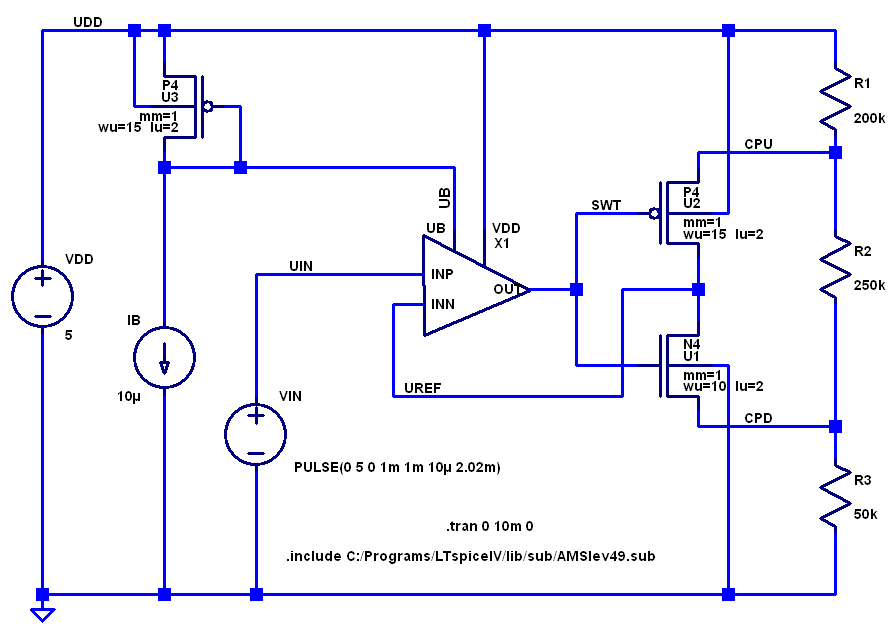 UDD
P4
U3
mm=1
wu=15 lu=2
R1
200k
CPU
UB
SWT
P4
U2
mm=1
wu=15 lu=2
UB
VDD
X1
R2
250k
VDD
5
UIN
INP
OUT
INN
IB
10µ
N4
U1
mm=1
wu=10 lu=2
UREF
VIN
CPD
PULSE(0 5 0 1m 1m 10µ 2.02m)
R3
50k
.tran 0 10m 0
.include C:/Programs/LTspiceIV/lib/sub/AMSlev49.sub